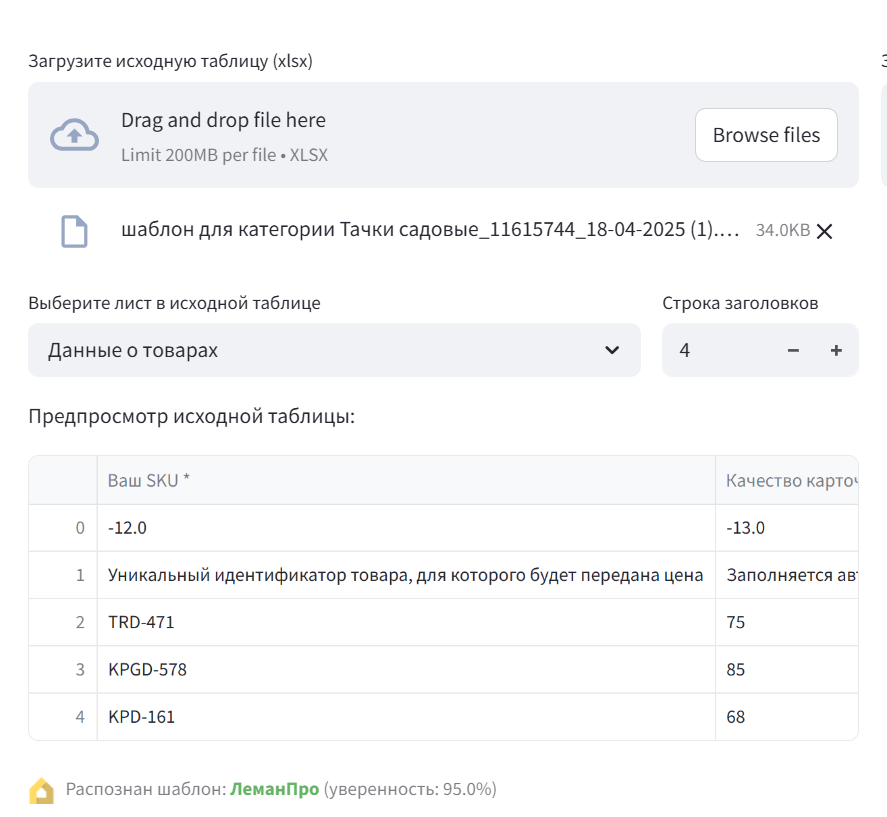 Загрузите исходную таблицу (xlsx)
Drag and drop file here
Limit 200MB per file • XLSX
Browse files
шаблон для категории Тачки садовые_11615744_18-04-2025 (1).…
34.0KB
Выберите лист в исходной таблице
Строка заголовков
Данные о товарах
4
Предпросмотр исходной таблицы:
Ваш SKU *
Качество карточ
0
-12.0
-13.0
1
Уникальный идентификатор товара, для которого будет передана цена
Заполняется авт
2
TRD-471
75
3
KPGD-578
85
4
KPD-161
68
Распознан шаблон: ЛеманПро (уверенность: 95.0%)